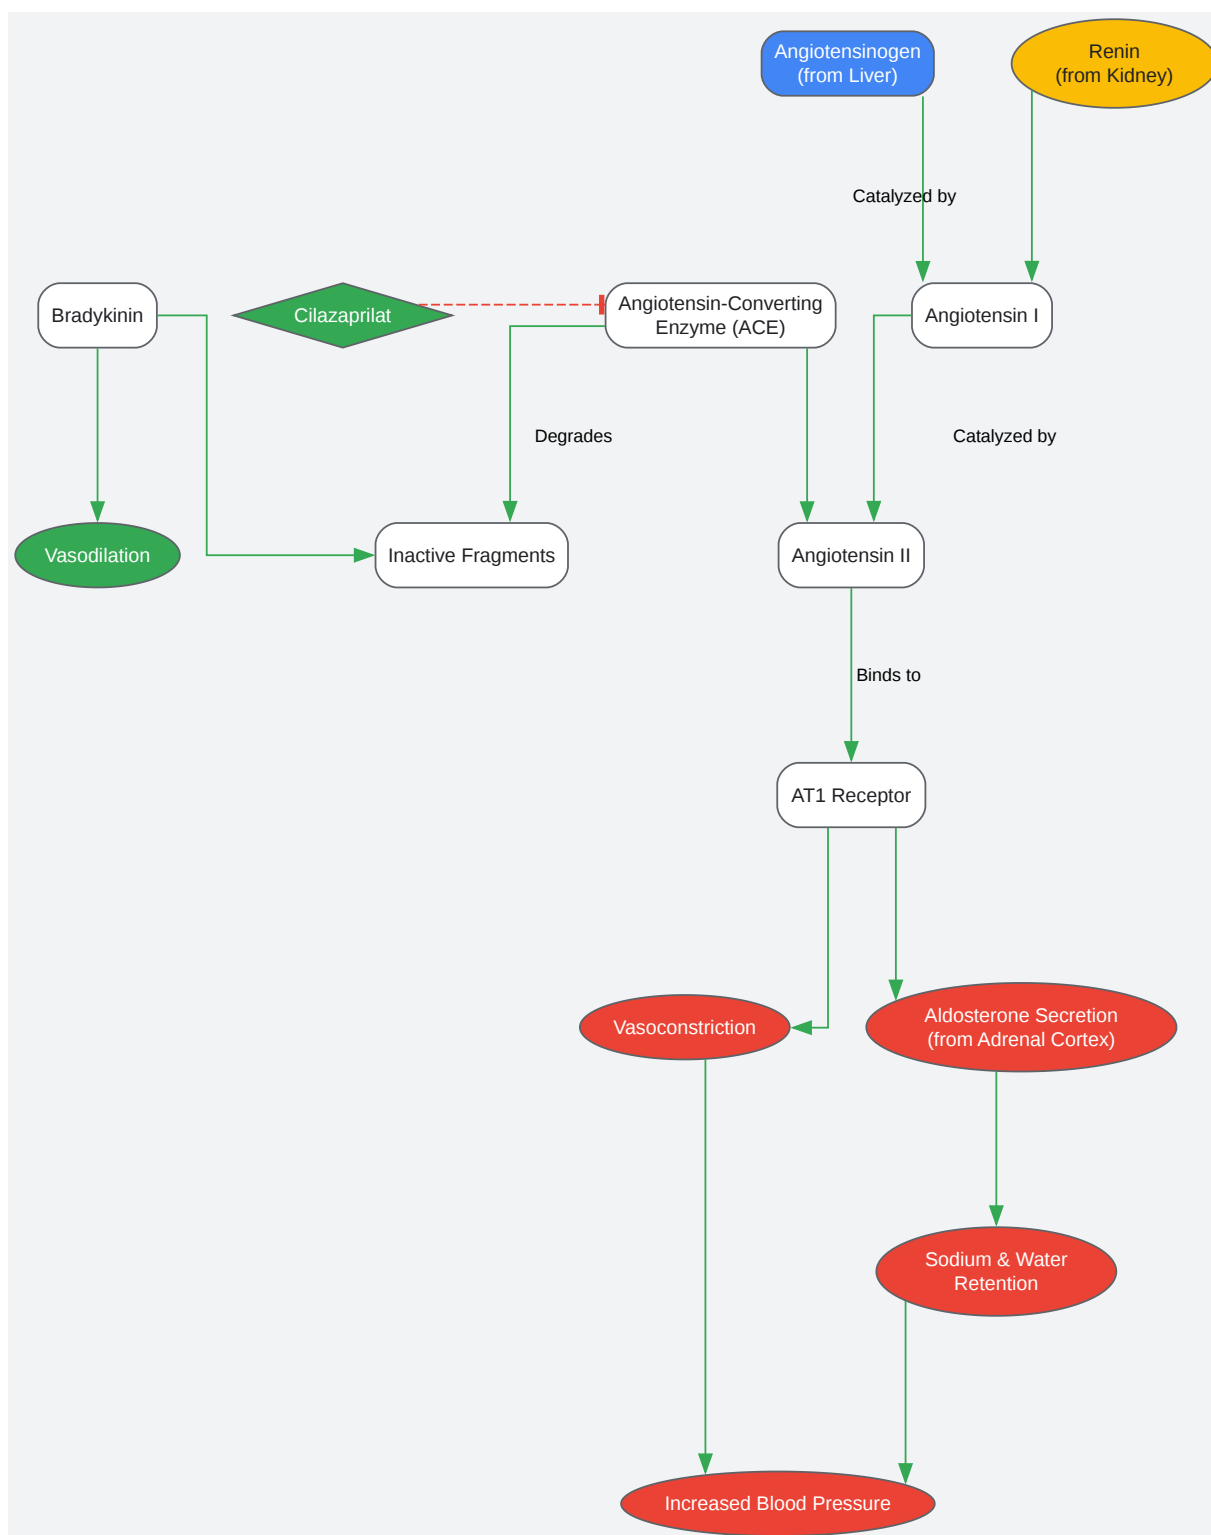 Angiotensinogen
(from Liver)
Renin
(from Kidney)
Catalyzed by
Bradykinin
Cilazaprilat
Angiotensin-Converting
Enzyme (ACE)
Angiotensin I
Degrades
Catalyzed by
Vasodilation
Inactive Fragments
Angiotensin II
Binds to
AT1 Receptor
Vasoconstriction
Aldosterone Secretion
(from Adrenal Cortex)
Sodium & Water
Retention
Increased Blood Pressure